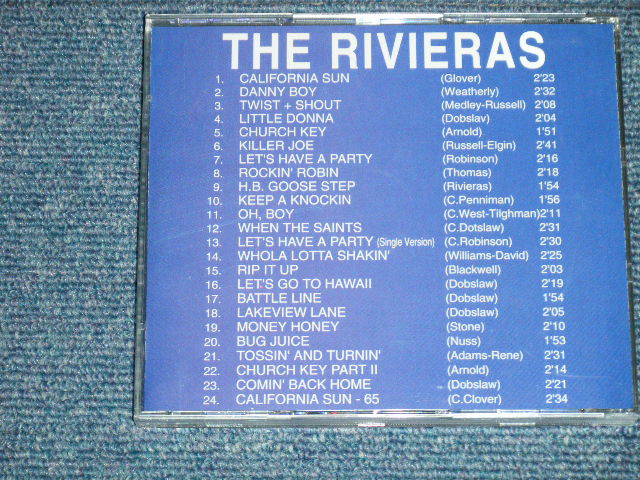 THE RIVIERAS
1. CALIFORNIA SUN (Glover) 2'23
2. DANNY BOY (Weatherly) 2'32
3. TWIST + SHOUT (Medley-Russell) 2'08
4. LITTLE DONNA (Dobslav) 2'04
5. CHURCH KEY (Arnold) 1'51
6. KILLER JOE (Russell-Elgin) 2'41
7. LET'S HAVE A PARTY (Robinson) 2'16
8. ROCKIN' ROBIN (Thomas) 2'18
9. H.B. GOOSE STEP (Rivieras) 1'54
10. KEEP A KNOCKIN (C.Penniman) 1'56
11. OH, BOY (C.West-Tilghman) 2'11
12. WHEN THE SAINTS (C.Dotslaw) 2'31
13. LET'S HAVE A PARTY (Single Version) (C.Robinson) 2'30
14. WHOLA LOTTA SHAKIN' (Williams-David) 2'25
15. RIP IT UP (Blackwell) 2'03
16. LET'S GO TO HAWAII (Dobslaw) 2'19
17. BATTLE LINE (Dobslaw) 1'54
18. LAKEVIEW LANE (Dobslaw) 2'05
19. MONEY HONEY (Stone) 2'10
20. BUG JUICE (Nuss) 1'53
21. TOSSIN' AND TURNIN' (Adams-Rene) 2'31
22. CHURCH KEY PART II (Arnold) 2'14
23. COMIN' BACK HOME (Dobslaw) 2'21
24. CALIFORNIA SUN - 65 (C.Clover) 2'34